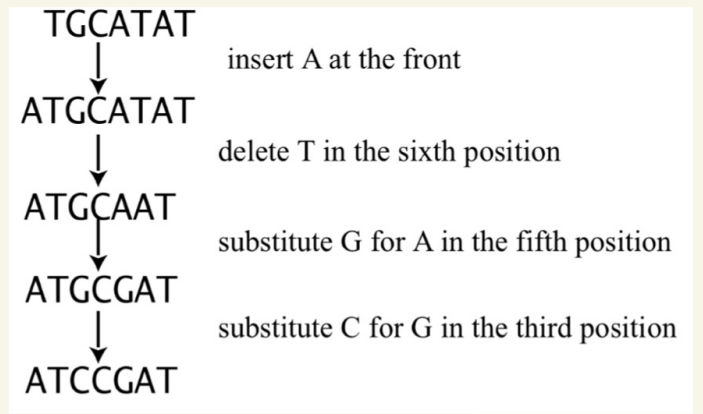 TGCATAT
insert A at the front
ATGCATAT
delete T in the sixth position
ATGCAAT
substitute G for A in the fifth position
ATGCGAT
substitute C for G in the third position
ATCCGAT